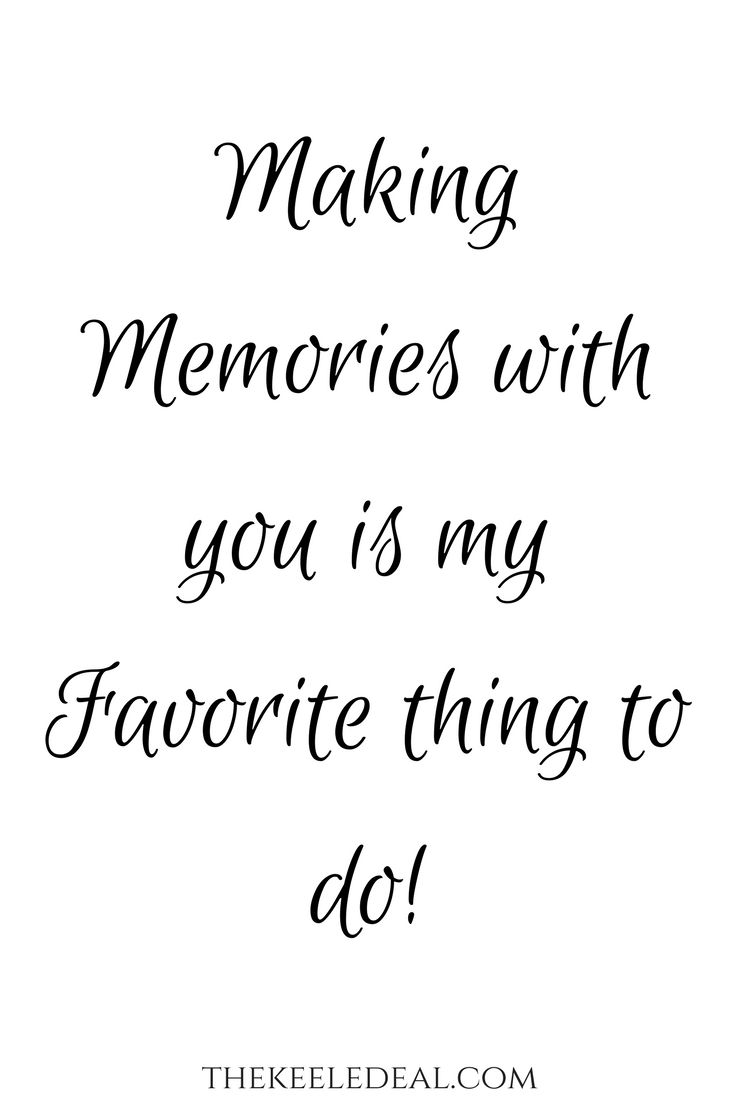 Making
Memories with
you is my
Favorite thing to
do!
THEKEELEDEAL.COM